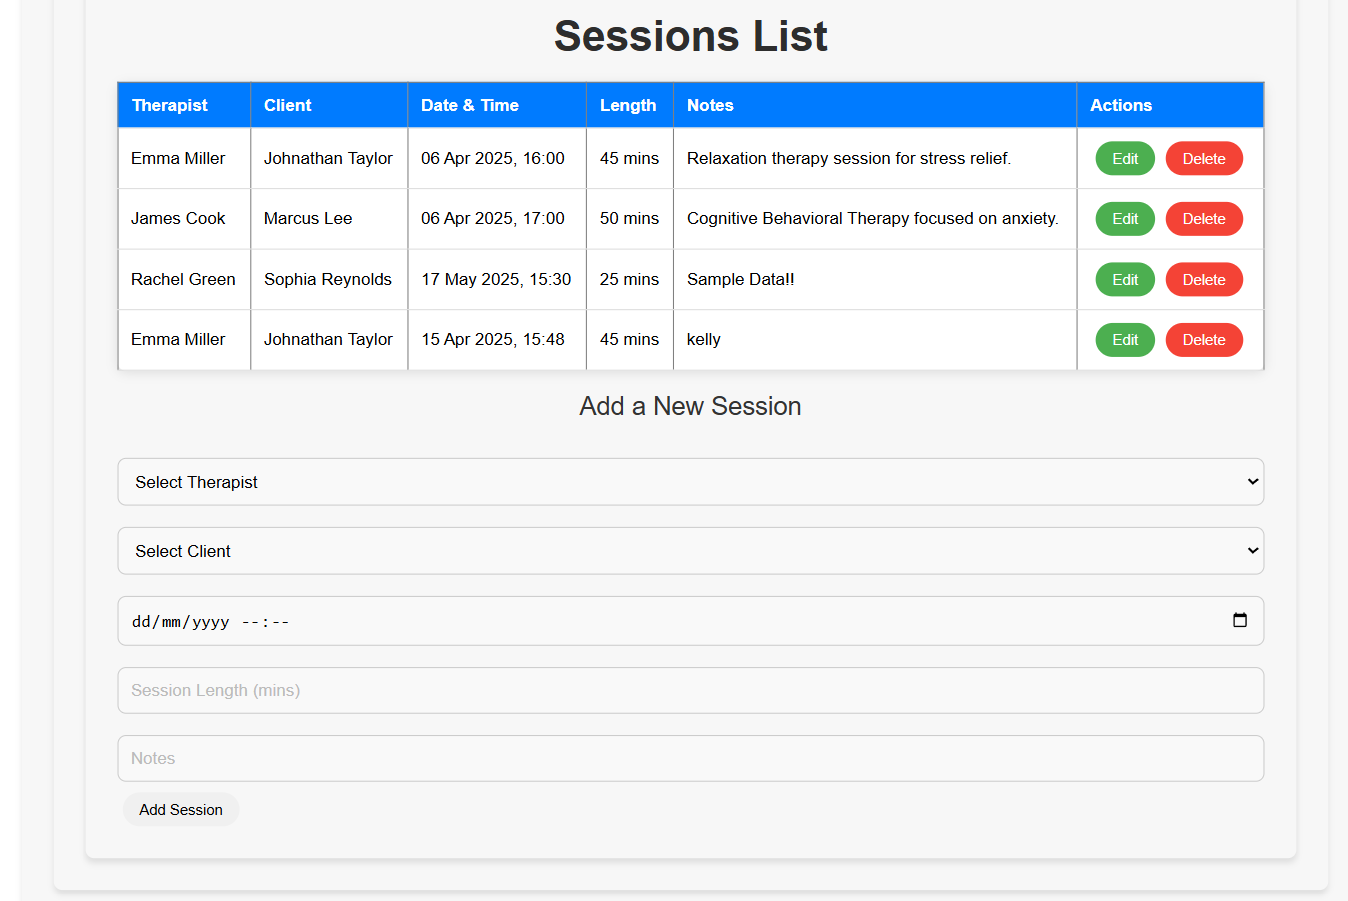 Sessions List
Therapist Client Date & Time Length Notes Actions
Emma Miller Johnathan Taylor 06 Apr 2025, 16:00 45 mins Relaxation therapy session for stress relief. Edit Delete
James Cook Marcus Lee 06 Apr 2025, 17:00 50 mins Cognitive Behavioral Therapy focused on anxiety. Edit Delete
Rachel Green Sophia Reynolds 17 May 2025, 15:30 25 mins Sample Data!! Edit Delete
Emma Miller Johnathan Taylor 15 Apr 2025, 15:48 45 mins kelly Edit Delete
Add a New Session
Select Therapist
Select Client
dd/mm/yyyy --:--
Session Length (mins)
Notes
Add Session